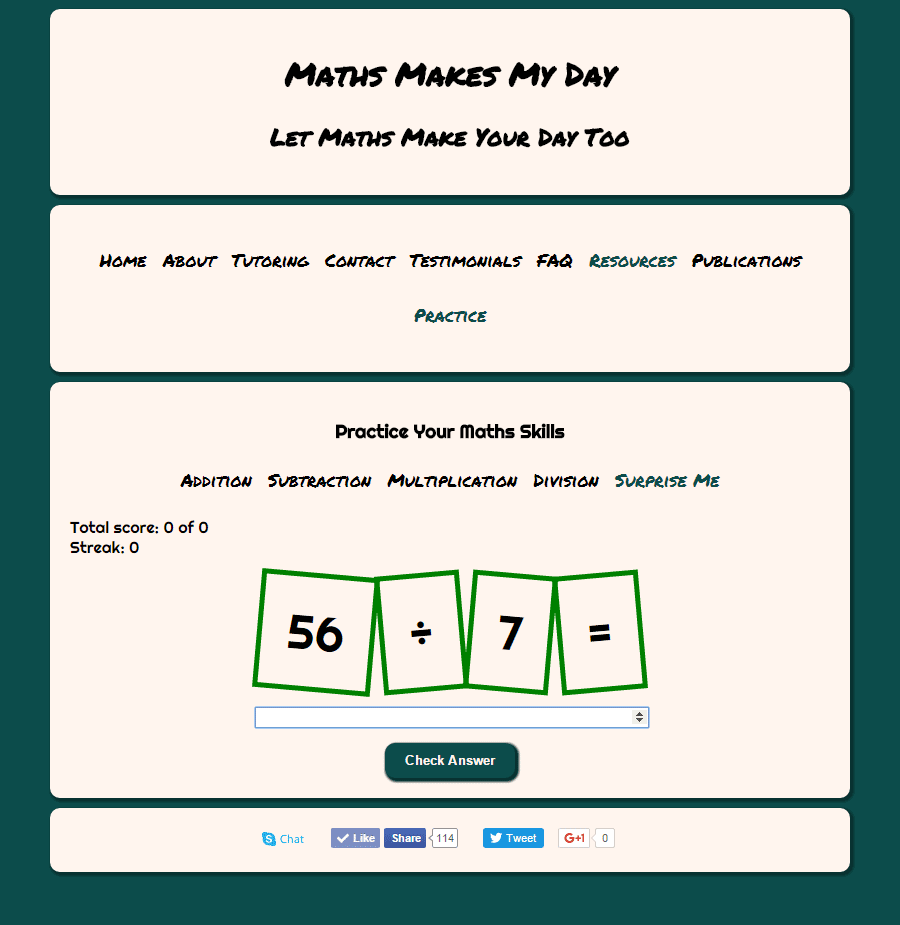 Maths Makes My Day
Let Maths Make Your Day Too
Home About Tutoring Contact Testimonials FAQ Resources Publications
Practice
Practice Your Maths Skills
Addition Subtraction Multiplication Division Surprise Me
Total score: 0 of 0
Streak: 0
56 ÷ 7 =
Check Answer
Chat Like Share 114 Tweet G+1 0